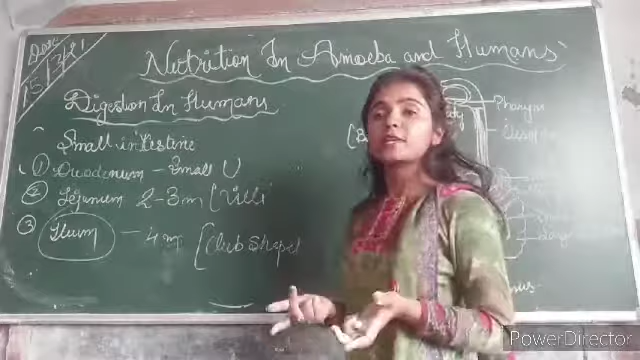 Date
15/3/21
Nutrition In Amoeba and Humans
Digestion In Humans
Small intestine
① Duodenum - Small U
② Jejunum 2-3m [Villi
③ Ileum - 4m [Club Shaped
Pharynx
PowerDirector